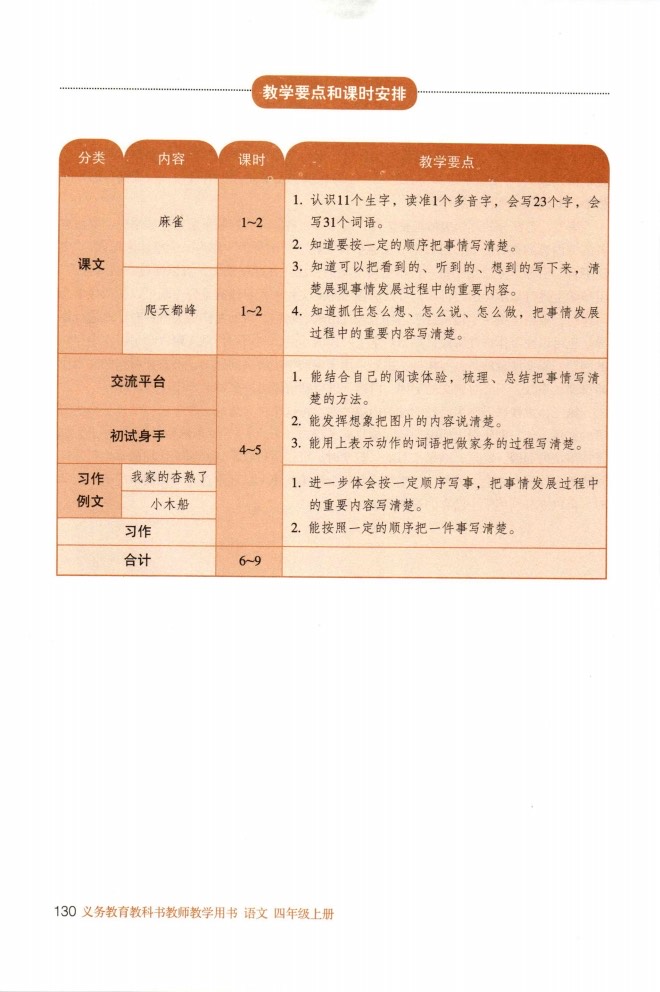 教学要点和课时安排
分类 内容 课时 教学要点
课文
麻雀
1~2
1. 认识11个生字，读准1个多音字，会写23个字，会
写31个词语。
2. 知道要按一定的顺序把事情写清楚。
3. 知道可以把看到的、听到的、想到的写下来，清
楚展现事情发展过程中的重要内容。
爬天都峰
1~2
4. 知道抓住怎么想、怎么说、怎么做，把事情发展
过程中的重要内容写清楚。
交流平台
初试身手
4~5
1. 能结合自己的阅读体验，梳理、总结把事情写清
楚的方法。
2. 能发挥想象把图片的内容说清楚。
3. 能用上表示动作的词语把做家务的过程写清楚。
习作
例文
我家的杏熟了
小木船
习作
1. 进一步体会按一定顺序写事，把事情发展过程中
的重要内容写清楚。
2. 能按照一定的顺序把一件事写清楚。
合计 6~9
130 义务教育教科书教师教学用书 语文 四年级上册